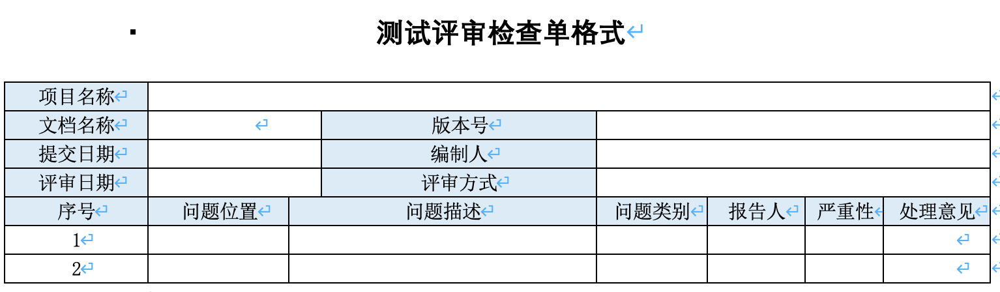 测试评审检查单格式
项目名称
文档名称 版本号
提交日期 编制人
评审日期 评审方式
序号 问题位置 问题描述 问题类别 报告人 严重性 处理意见
1
2